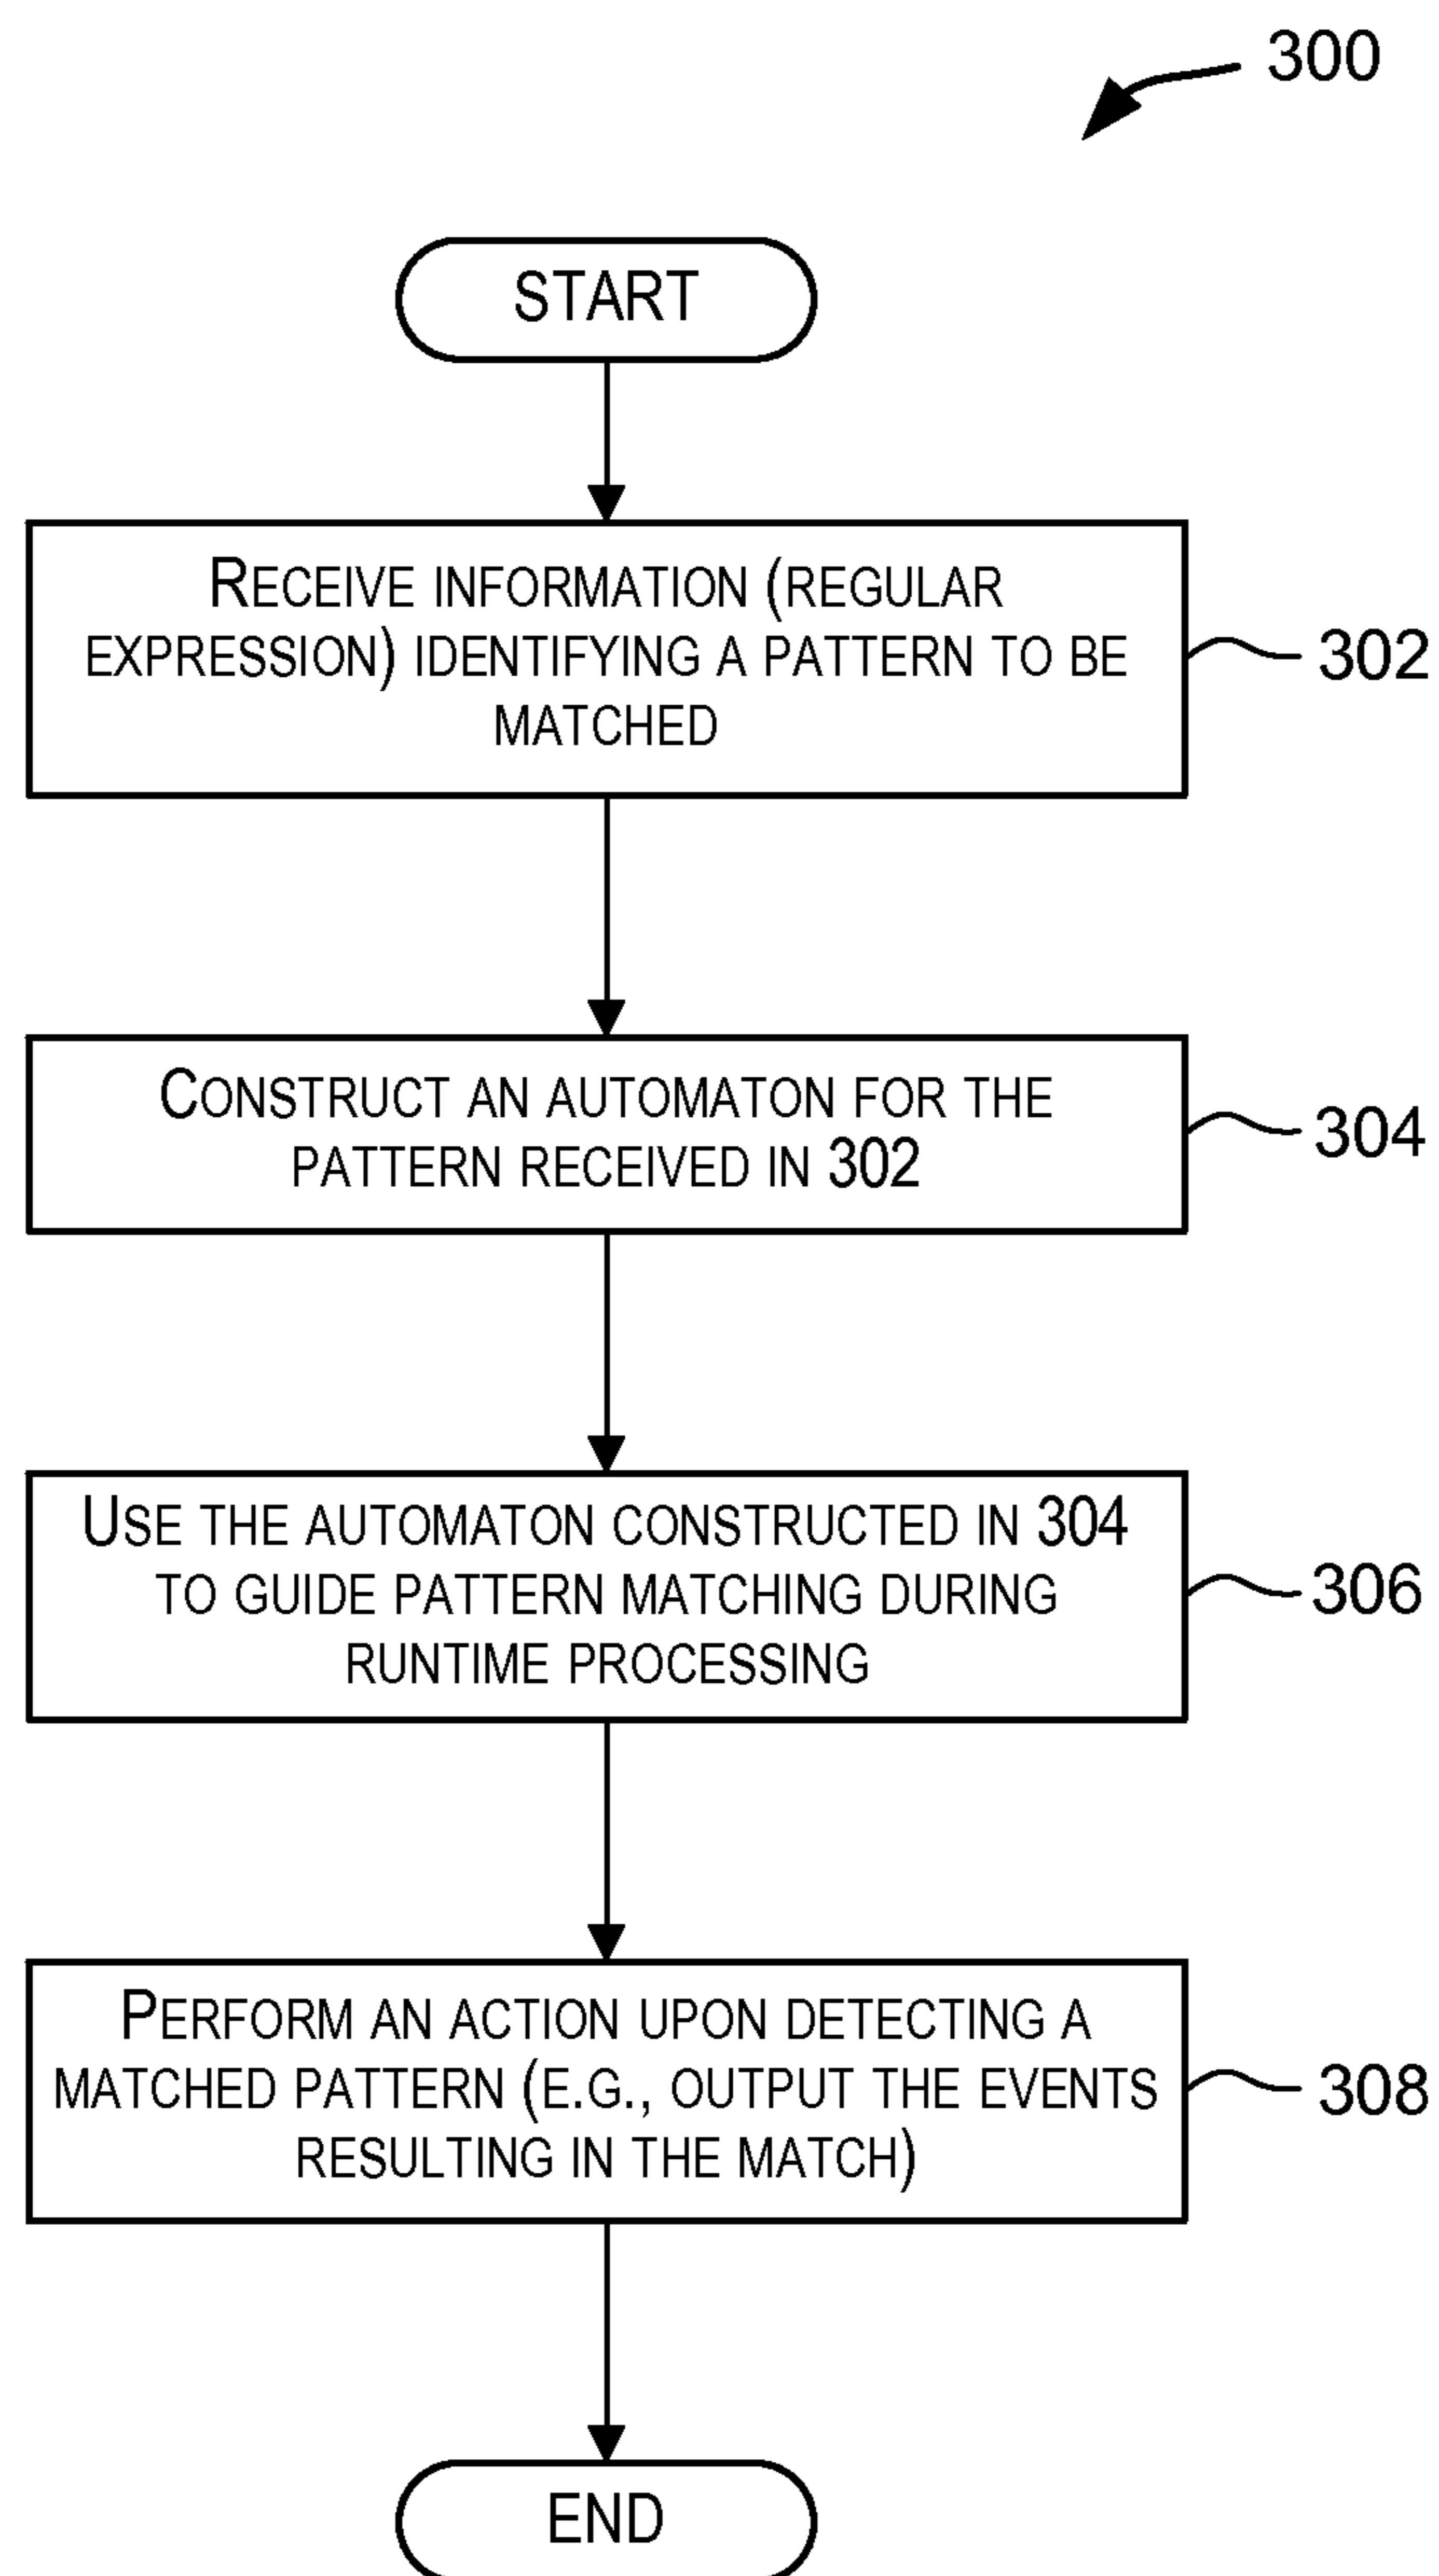 300
START
RECEIVE INFORMATION (REGULAR
EXPRESSION) IDENTIFYING A PATTERN TO BE
MATCHED
302
CONSTRUCT AN AUTOMATON FOR THE
PATTERN RECEIVED IN 302
304
USE THE AUTOMATON CONSTRUCTED IN 304
TO GUIDE PATTERN MATCHING DURING
RUNTIME PROCESSING
306
PERFORM AN ACTION UPON DETECTING A
MATCHED PATTERN (E.G., OUTPUT THE EVENTS
RESULTING IN THE MATCH)
308
END